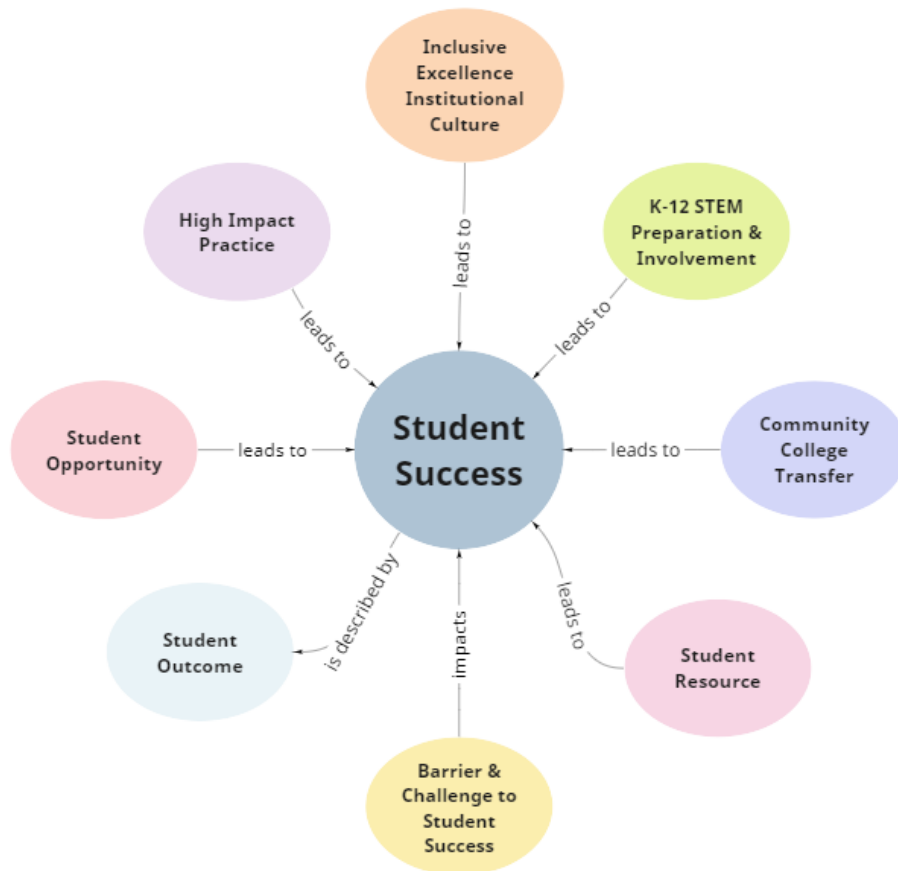 Inclusive
Excellence
Institutional
Culture
High Impact
Practice
K-12 STEM
Preparation &
Involvement
leads to
leads to
leads to
Student
Opportunity
leads to
Student
Success
leads to
Community
College
Transfer
is described by
impacts
leads to
Student
Outcome
Student
Resource
Barrier &
Challenge to
Student
Success